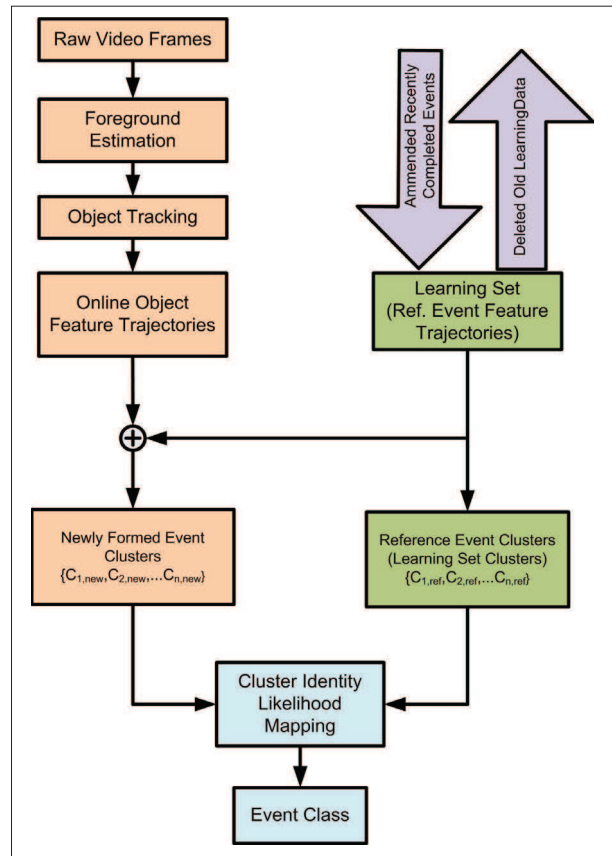 Raw Video Frames
Foreground
Estimation
Object Tracking
Online Object
Feature Trajectories
Ammended Recently
Completed Events
Deleted Old LearningData
Learning Set
(Ref. Event Feature
Trajectories)
Newly Formed Event
Clusters
{C1,new,C2,new,...Cn,new}
Reference Event Clusters
(Learning Set Clusters)
{C1,ref,C2,ref,...Cn,ref}
Cluster Identity
Likelihood
Mapping
Event Class